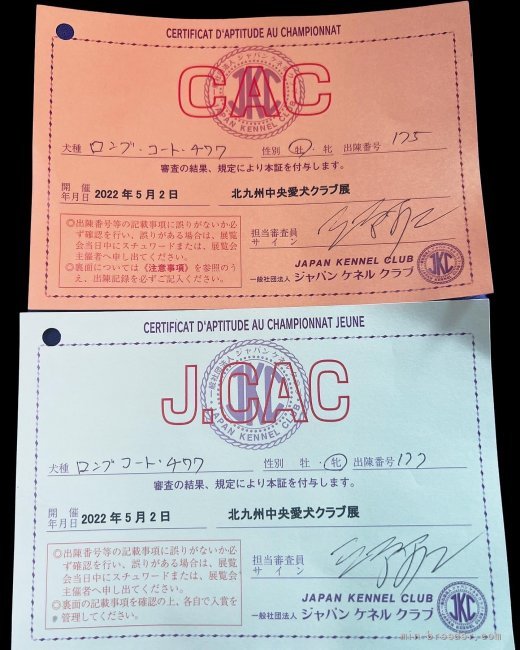 CERTIFICAT D'APTITUDE AU CHAMPIONNAT
CAC
JKC
JAPAN KENNEL CLUB
犬種 ロング・コート・チワワ 性別 牡・牝 出陳番号 175
審査の結果、規定により本証を付与します。
開催年月日 2022年5月2日 北九州中央愛犬クラブ展
◎出陳番号等の記載事項に誤りがないか必
ず確認を行い、誤りがある場合は、展覧
会当日中にスチュワードまたは、展覧会
主催者へ申し出てください。
◎裏面については《注意事項》を参照のう
え、出陳記録を必ずご記入ください。
担当審査員
サイン
JAPAN KENNEL CLUB
一般社団法人 ジャパン ケネル クラブ
JKC
CERTIFICAT D'APTITUDE AU CHAMPIONNAT JEUNE
J.CAC
一般社団法人 ジャパン ケネル
JKC
JAPAN KENNEL CLUB
犬種 ロング コート・チワワ 性別 牡・牝 出陳番号 177
審査の結果、規定により本証を付与します。
開催年月日 2022年5月2日 北九州中央愛犬クラブ展
◎出陳番号等の記載事項に誤りがないか必
ず確認を行い、誤りがある場合は、展覧
会当日中にスチュワードまたは、展覧会
主催者へ申し出てください。
◎裏面の記載事項を確認の上、各自で入賞を
管理してください。
担当審査員
サイン
JAPAN KENNEL CLUB
一般社団法人 ジャパン ケネル クラブ
JKC
min-breeder.com